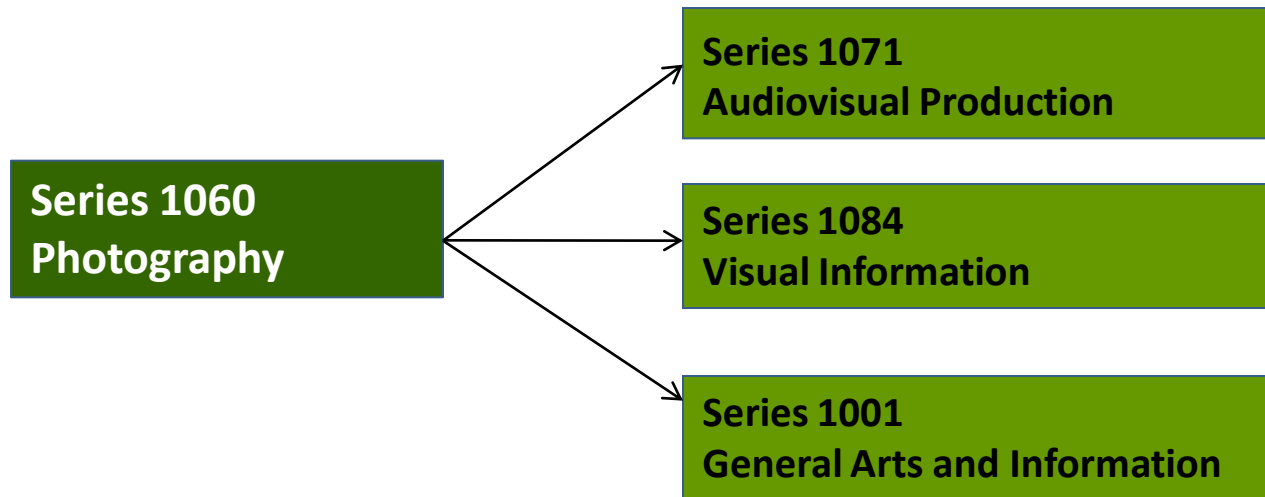 Series 1060
Photography
Series 1071
Audiovisual Production
Series 1084
Visual Information
Series 1001
General Arts and Information